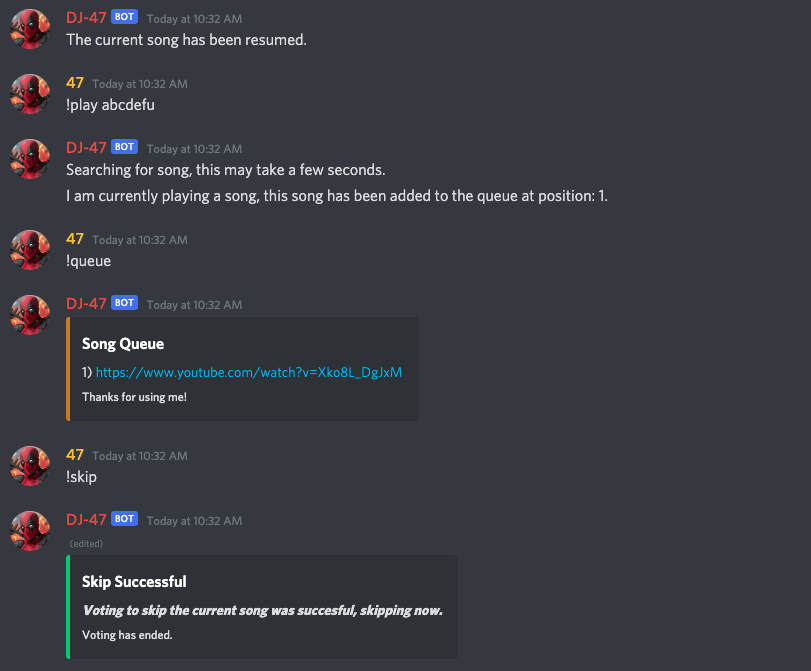 DJ-47 BOT Today at 10:32 AM
The current song has been resumed.
47 Today at 10:32 AM
!play abcdefu
DJ-47 BOT Today at 10:32 AM
Searching for song, this may take a few seconds.
I am currently playing a song, this song has been added to the queue at position: 1.
47 Today at 10:32 AM
!queue
DJ-47 BOT Today at 10:32 AM
Song Queue
1) https://www.youtube.com/watch?v=Xko8L_DgJxM
Thanks for using me!
47 Today at 10:32 AM
!skip
DJ-47 BOT Today at 10:32 AM
(edited)
Skip Successful
Voting to skip the current song was succesful, skipping now.
Voting has ended.